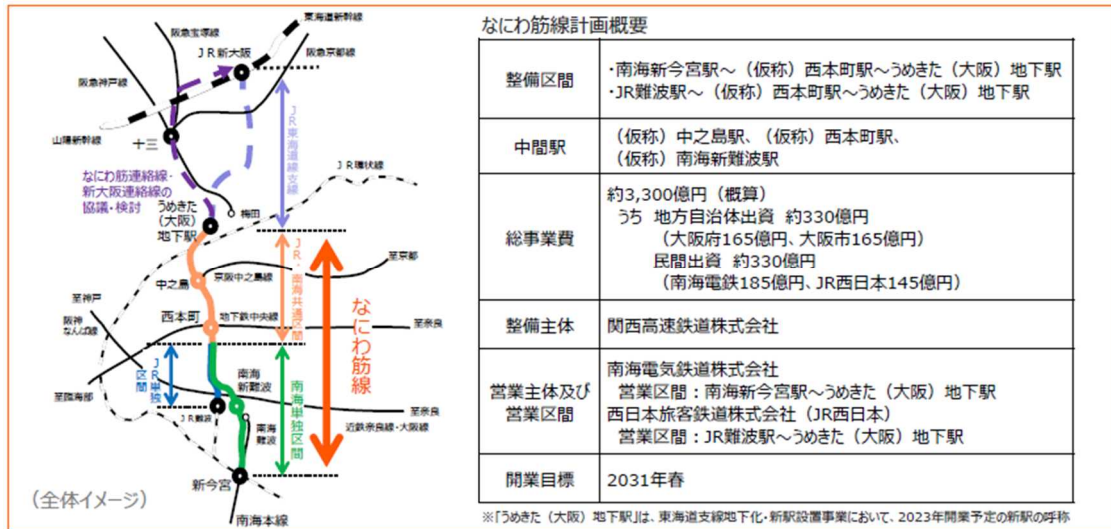 阪急宝塚線
東海道新幹線
JR新大阪
阪急京都線
阪急神戸線
山陽新幹線
十三
JR東海道線支線
JR環状線
なにわ筋連絡線・
新大阪連絡線の
協議・検討
うめきた
(大阪)
地下駅
梅田
至京都
京阪中之島線
中之島
JR・南海共通区間
至神戸
阪神
なんば線
西本町
地下鉄中央線
至奈良
なにわ筋線
JR単独
区間
南海
新難波
南海単独区間
至臨海部
JR難波
南海
難波
至奈良
近鉄奈良線・大阪線
新今宮
(全体イメージ)
南海本線
なにわ筋線計画概要
整備区間
・南海新今宮駅~(仮称)西本町駅~うめきた(大阪)地下駅
・JR難波駅~(仮称)西本町駅~うめきた(大阪)地下駅
中間駅
(仮称)中之島駅、(仮称)西本町駅、
(仮称)南海新難波駅
総事業費
約3,300億円(概算)
うち 地方自治体出資 約330億円
(大阪府165億円、大阪市165億円)
民間出資 約330億円
(南海電鉄185億円、JR西日本145億円)
整備主体
関西高速鉄道株式会社
営業主体及び
営業区間
南海電気鉄道株式会社
営業区間:南海新今宮駅~うめきた(大阪)地下駅
西日本旅客鉄道株式会社(JR西日本)
営業区間:JR難波駅~うめきた(大阪)地下駅
開業目標
2031年春
※「うめきた(大阪)地下駅」は、東海道支線地下化・新駅設置事業において、2023年開業予定の新駅の呼称